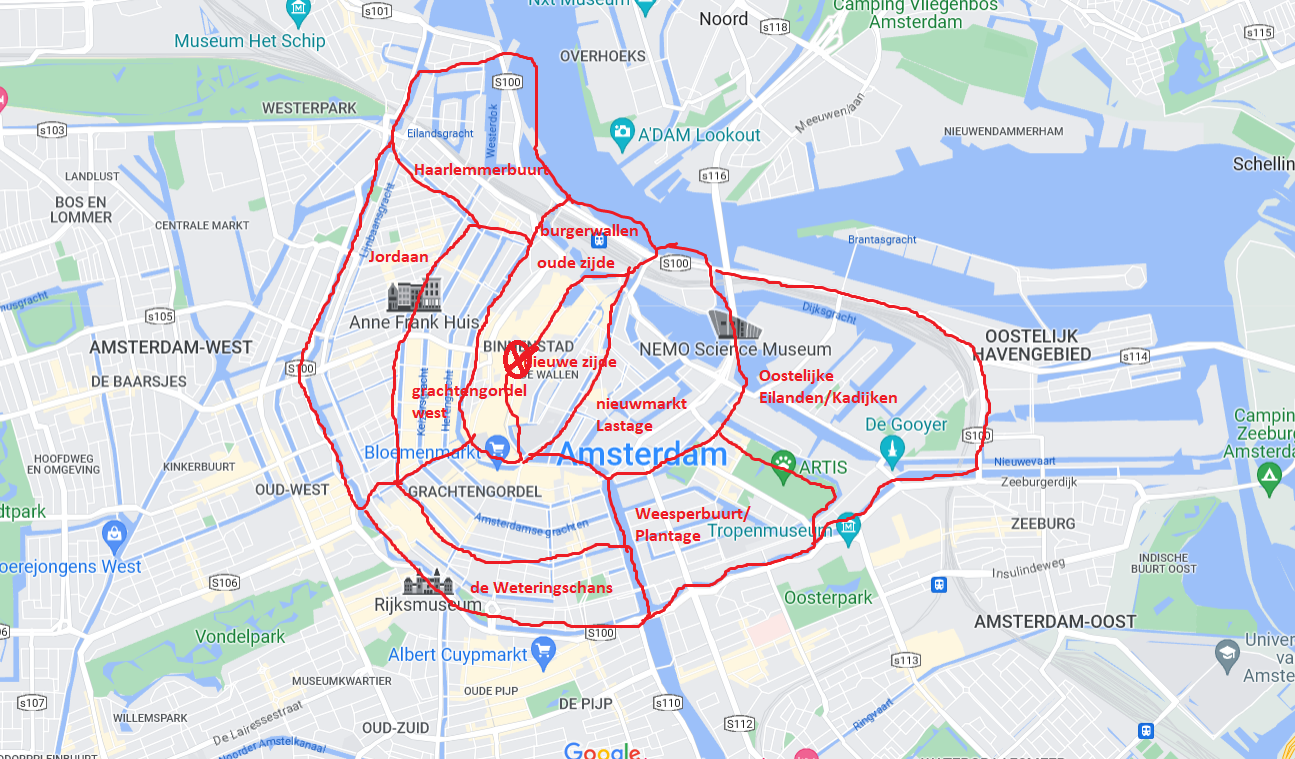 Nxt Museum
Camping Vliegenbos
Amsterdam
s101
Noord
s118
s115
Museum Het Schip
OVERHOEKS
S100
WESTERPARK
Westerdok
Meeuwenlaan
s103
Eilandsgracht
A'DAM Lookout
NIEUWENDAMMERHAM
Schelling
LANDLUST
Haarlemmerbuurt
s116
BOS EN
LOMMER
CENTRALE MARKT
Lijnbaansgracht
burgerwallen
Brantasgracht
Jordaan
oude zijde
S100
musgracht
Dijksgracht
s105
Anne Frank Huis
OOSTELIJK
HAVENGEBIED
AMSTERDAM-WEST
BINNENSTAD
NEMO Science Museum
s114
nieuwe zijde
S100
DE WALLEN
Oostelijke
Eilanden/Kadijken
DE BAARSJES
grachtengordel
west
Keizersgracht
Herengracht
nieuwmarkt
Lastage
De Gooyer
Camping
Zeeburg
Amsterdam
S100
Bloemenmarkt
Amsterdam
HOOFDWEG
EN OMGEVING
KINKERBUURT
ARTIS
Nieuwevaart
Zeeburgerdijk
OUD-WEST
GRACHTENGORDEL
dtpark
Weesperbuurt/
Plantage
Amsterdamse grachten
Tropenmuseum
ZEEBURG
oerejongens West
INDISCHE
BUURT OOST
Insulindeweg
s106
de Weteringschans
Rijksmuseum
Oosterpark
AMSTERDAM-OOST
Vondelpark
S100
Albert Cuypmarkt
s113
Univer
va
Amste
MUSEUMKWARTIER
OUDE PIJP
s107
WILLEMSPARK
De Lairessestraat
DE PIJP
s110
s112
Ringvaart
OUD-ZUID
Noorder Amstelkanaal
Google